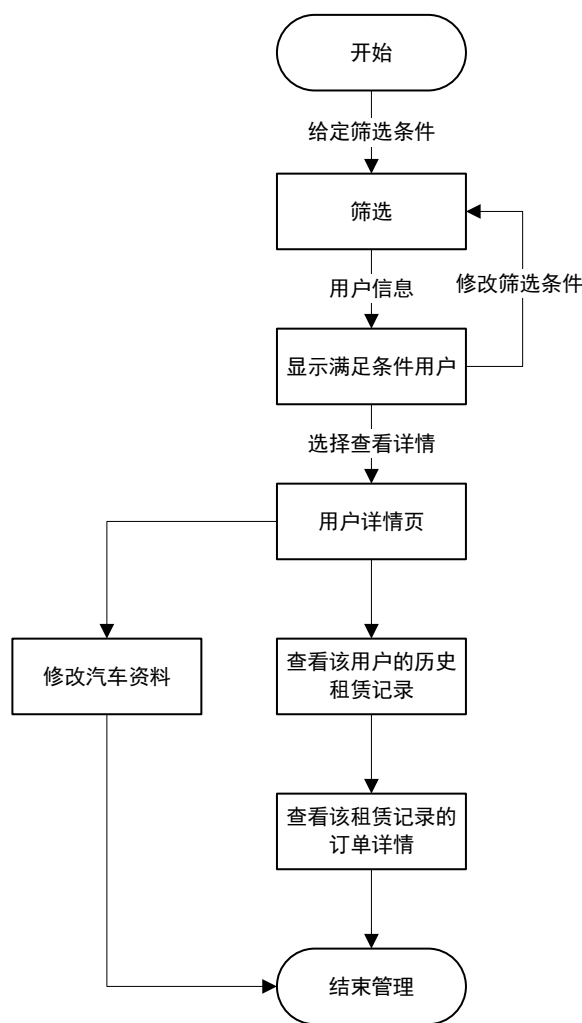 开始
给定筛选条件
筛选
用户信息
修改筛选条件
显示满足条件用户
选择查看详情
用户详情页
修改汽车资料
查看该用户的历史
租赁记录
查看该租赁记录的
订单详情
结束管理